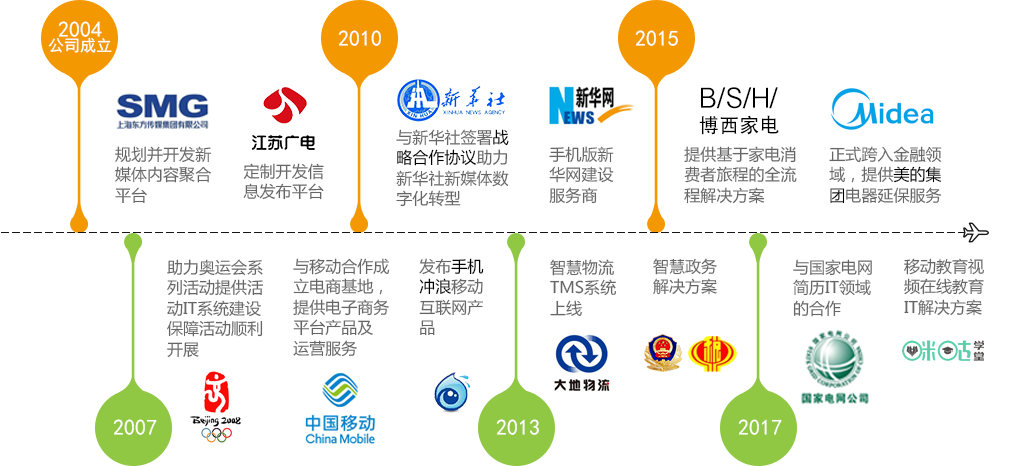 2004
公司成立
SMG
上海东方传媒集团有限公司
规划并开发新
媒体内容聚合
平台
江苏广电
定制开发信
息发布平台
2010
新华社
XINHUA NEWS AGENCY
与新华社签署战
略合作协议助力
新华社新媒体数
字化转型
新华网
NEWS
手机版新
华网建设
服务商
2015
B/S/H/
博西家电
提供基于家电消
费者旅程的全流
程解决方案
Midea
正式跨入金融领
域，提供美的集
团电器延保服务
2007
助力奥运会系
列活动提供活
动IT系统建设
保障活动顺利
开展
Beijing 2008
与移动合作成
立电商基地，
提供电子商务
平台产品及
运营服务
中国移动
China Mobile
发布手机
冲浪移动
互联网产
品
2013
智慧物流
TMS系统
上线
大地物流
智慧政务
解决方案
2017
与国家电网
简历IT领域
的合作
国家电网公司
移动教育视
频在线教育
IT解决方案
咪咕学堂